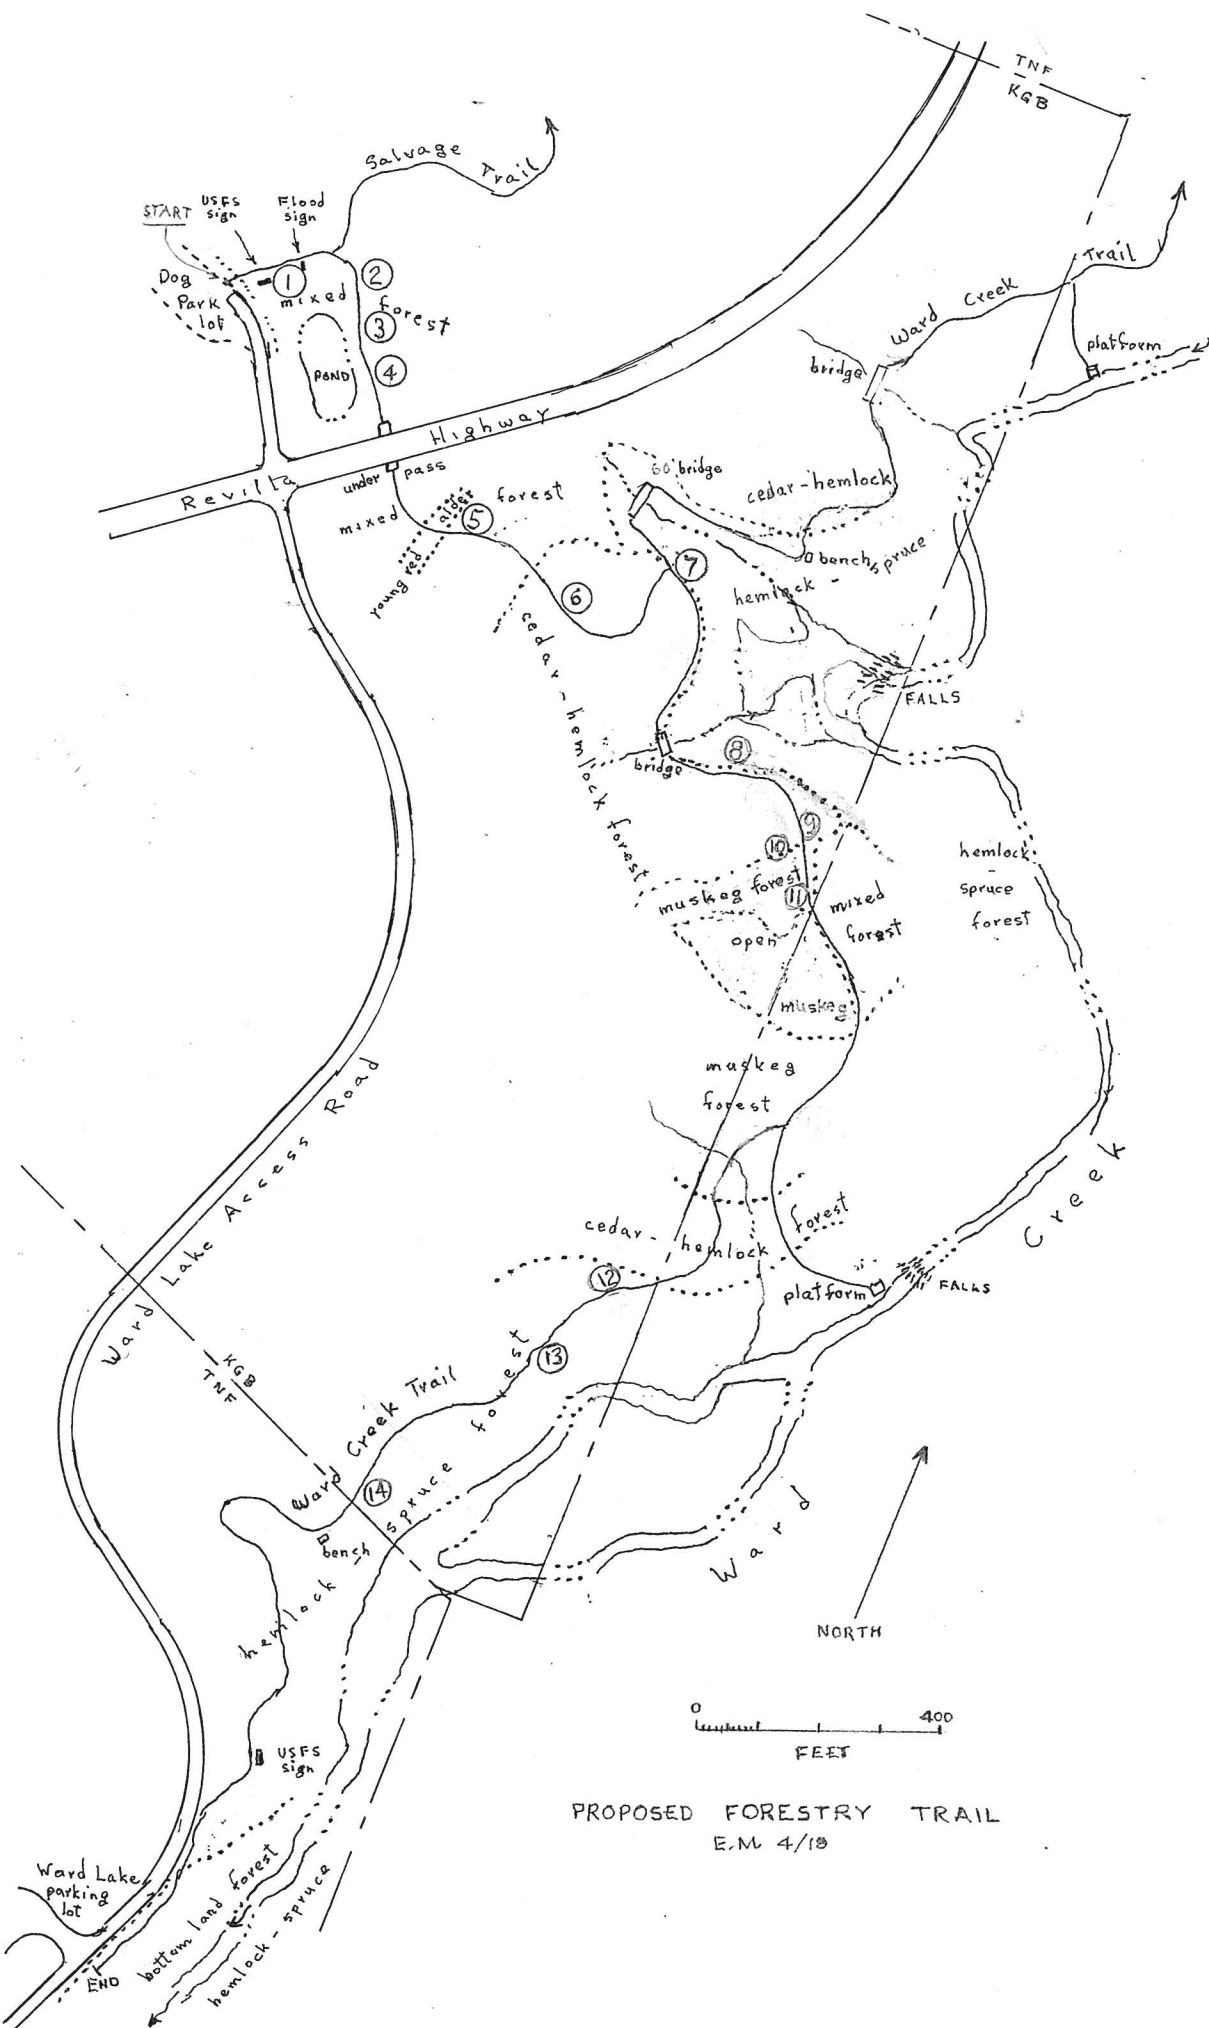 TNF
KGB
Salvage Trail
START
USFS
sign
Flood
sign
Dog
Park
lot
1
mixed forest
2
3
4
POND
Ward Creek Trail
bridge
platform
Revilla Highway
under pass
mixed forest
young red alder
5
6
60' bridge
cedar-hemlock
bench
hemlock - spruce
7
cedar-hemlock forest
FALLS
bridge
8
9
10
muskeg forest
11
mixed
forest
open
muskeg
hemlock
-
spruce
forest
muskeg
forest
Ward Lake Access Road
cedar - hemlock forest
12
platform
FALLS
Ward Creek
13
KGB
TNF
Ward Creek Trail
14
bench
hemlock - spruce forest
NORTH
0 400
FEET
USFS
sign
PROPOSED FORESTRY TRAIL
E.M 4/18
Ward Lake
parking
lot
END
bottom land forest
hemlock - spruce